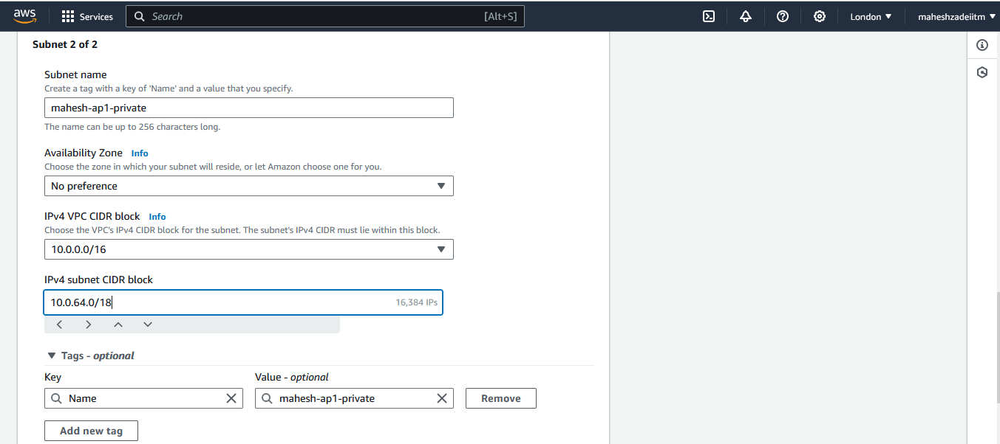 aws Services Search [Alt+S] London maheshzadeiitm
Subnet 2 of 2
Subnet name
Create a tag with a key of 'Name' and a value that you specify.
mahesh-ap1-private
The name can be up to 256 characters long.
Availability Zone Info
Choose the zone in which your subnet will reside, or let Amazon choose one for you.
No preference
IPv4 VPC CIDR block Info
Choose the VPC's IPv4 CIDR block for the subnet. The subnet's IPv4 CIDR must lie within this block.
10.0.0.0/16
IPv4 subnet CIDR block
10.0.64.0/18 16,384 IPs
Tags - optional
Key Value - optional
Name mahesh-ap1-private Remove
Add new tag